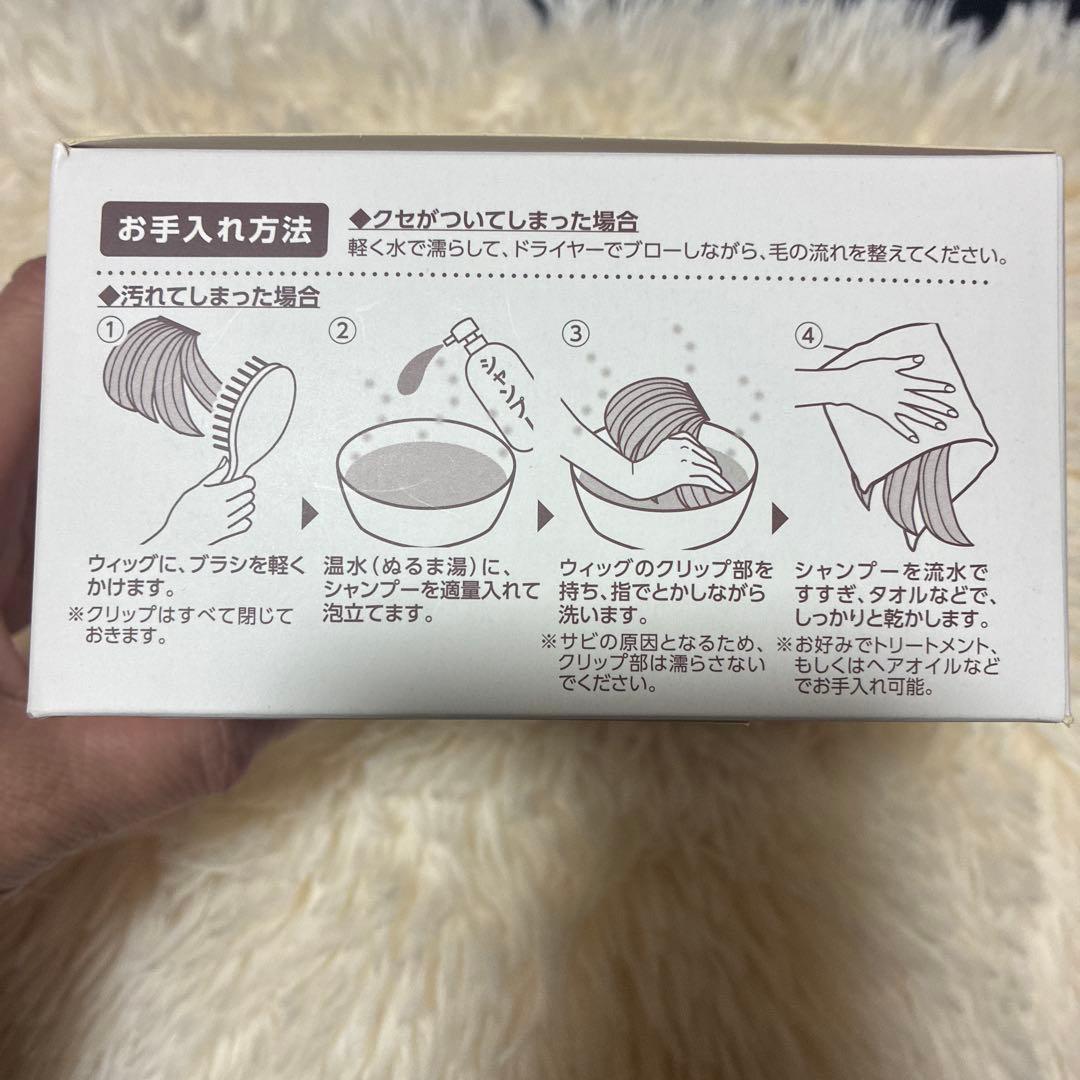 お手入れ方法
◆クセがついてしまった場合
軽く水で濡らして、ドライヤーでブローしながら、毛の流れを整えてください。
◆汚れてしまった場合
①
ウィッグに、ブラシを軽く
かけます。
※クリップはすべて閉じて
おきます。
②
シャンプー
温水（ぬるま湯）に、
シャンプーを適量入れて
泡立てます。
③
ウィッグのクリップ部を
持ち、指でとかしながら
洗います。
※サビの原因となるため、
クリップ部は濡らさない
でください。
④
シャンプーを流水で
すすぎ、タオルなどで、
しっかりと乾かします。
※お好みでトリートメント、
もしくはヘアオイルなど
でお手入れ可能。